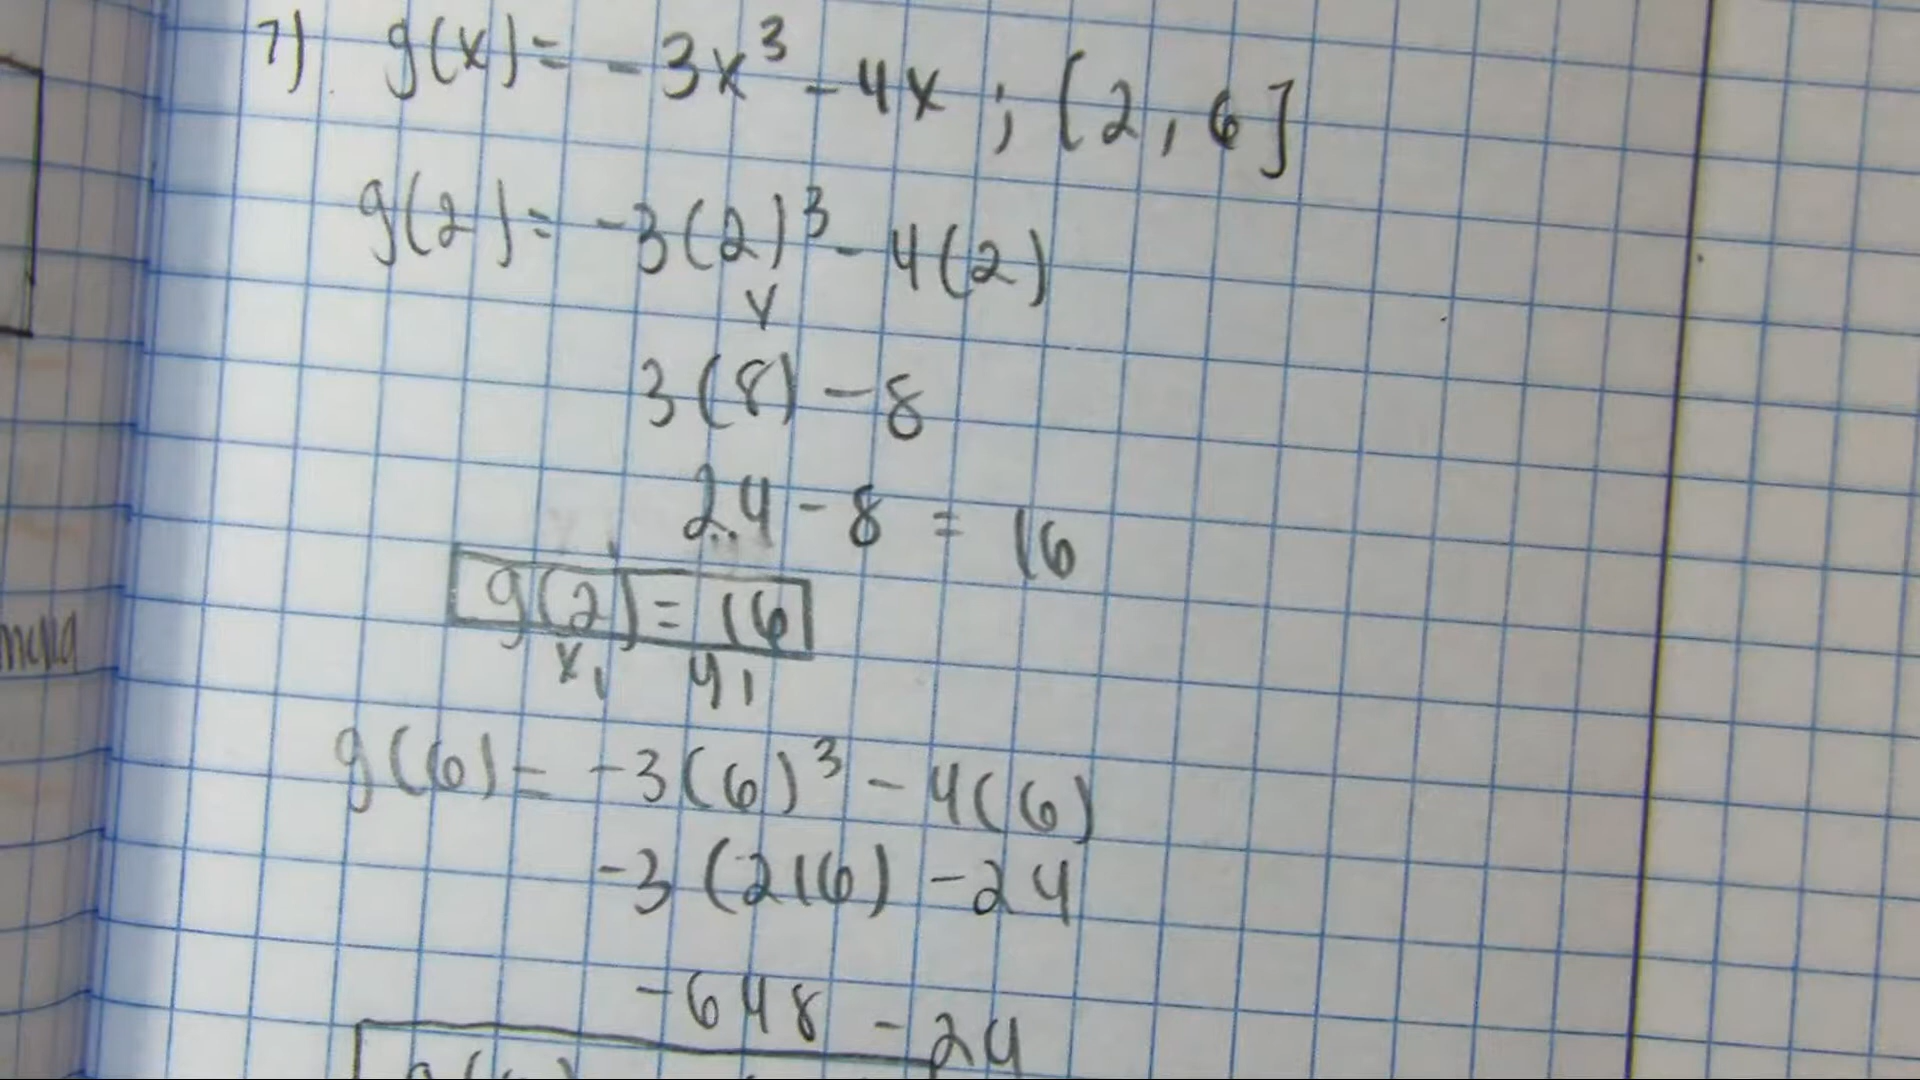 7) g(x) = -3x³ - 4x ; [2, 6]
g(2) = -3(2)³ - 4(2)
v
3(8) - 8
24 - 8 = 16
g(2) = 16
x₁ y₁
g(6) = -3(6)³ - 4(6)
-3(216) - 24
-648 - 24